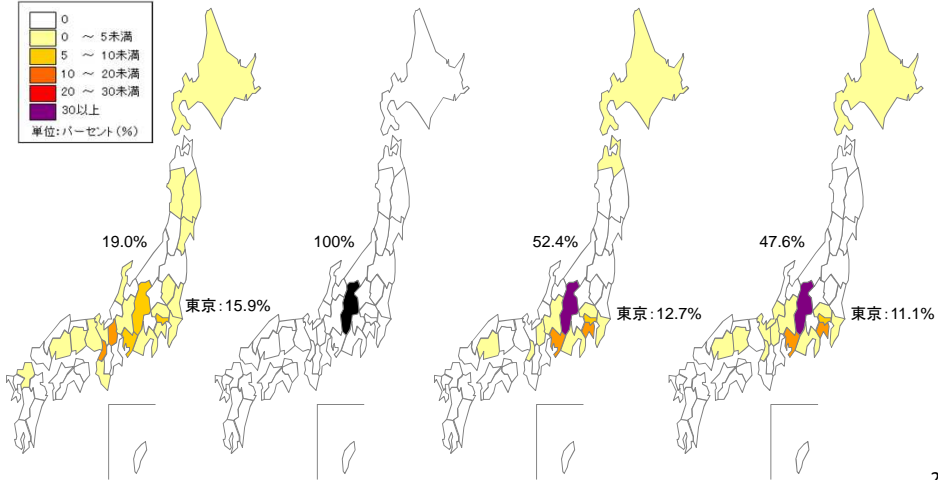 0
0 ～ 5未満
5 ～ 10未満
10 ～ 20未満
20 ～ 30未満
30以上
単位:パーセント(%)
19.0%
100%
52.4%
47.6%
東京:15.9%
東京:12.7%
東京:11.1%
2